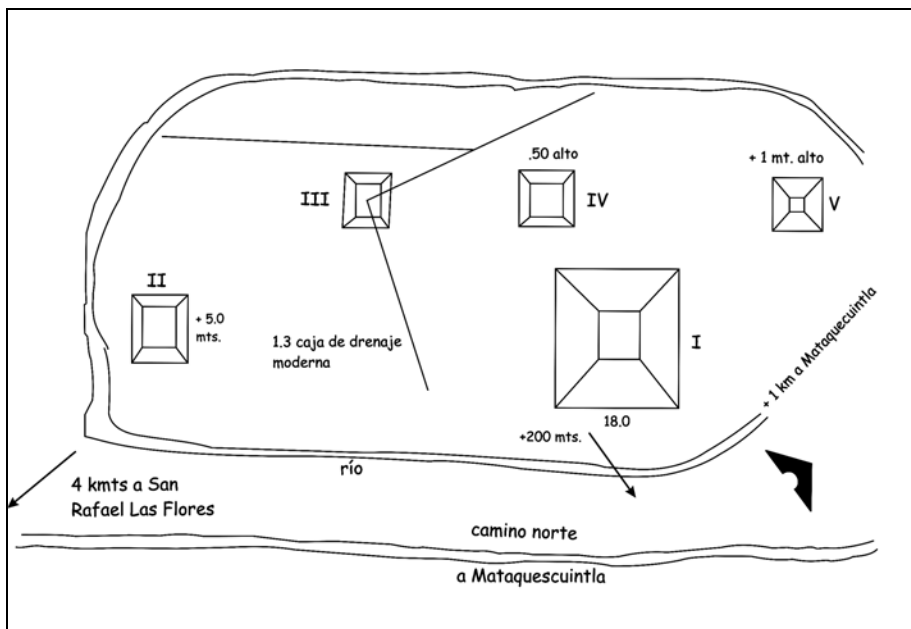 .50 alto
+ 1 mt. alto
III
IV
V
II
+ 5.0
mts.
1.3 caja de drenaje
moderna
I
+ 1 km a Mataquecuintla
18.0
+200 mts.
río
4 kmts a San
Rafael Las Flores
camino norte
a Mataquescuintla